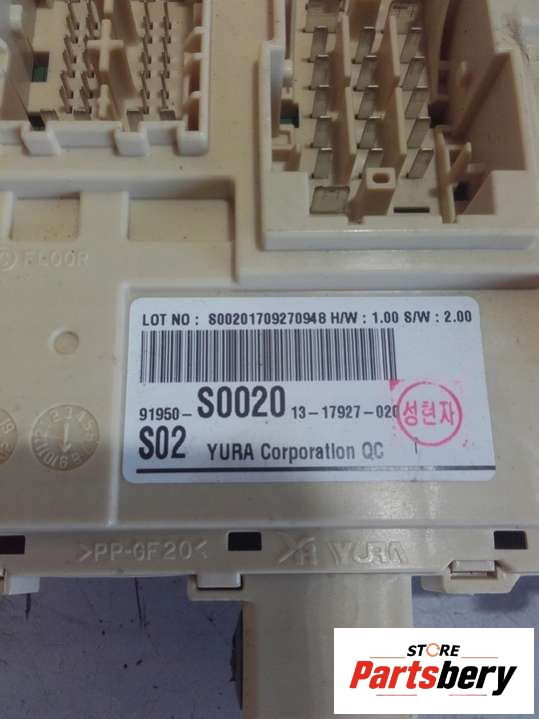 FLOOR
LOT NO : S00201709270948 H/W : 1.00 S/W : 2.00
91950- S0020 13-17927-020
성현자
S02 YURA Corporation QC
>PP-GF20< YURA
STORE
Partsbery